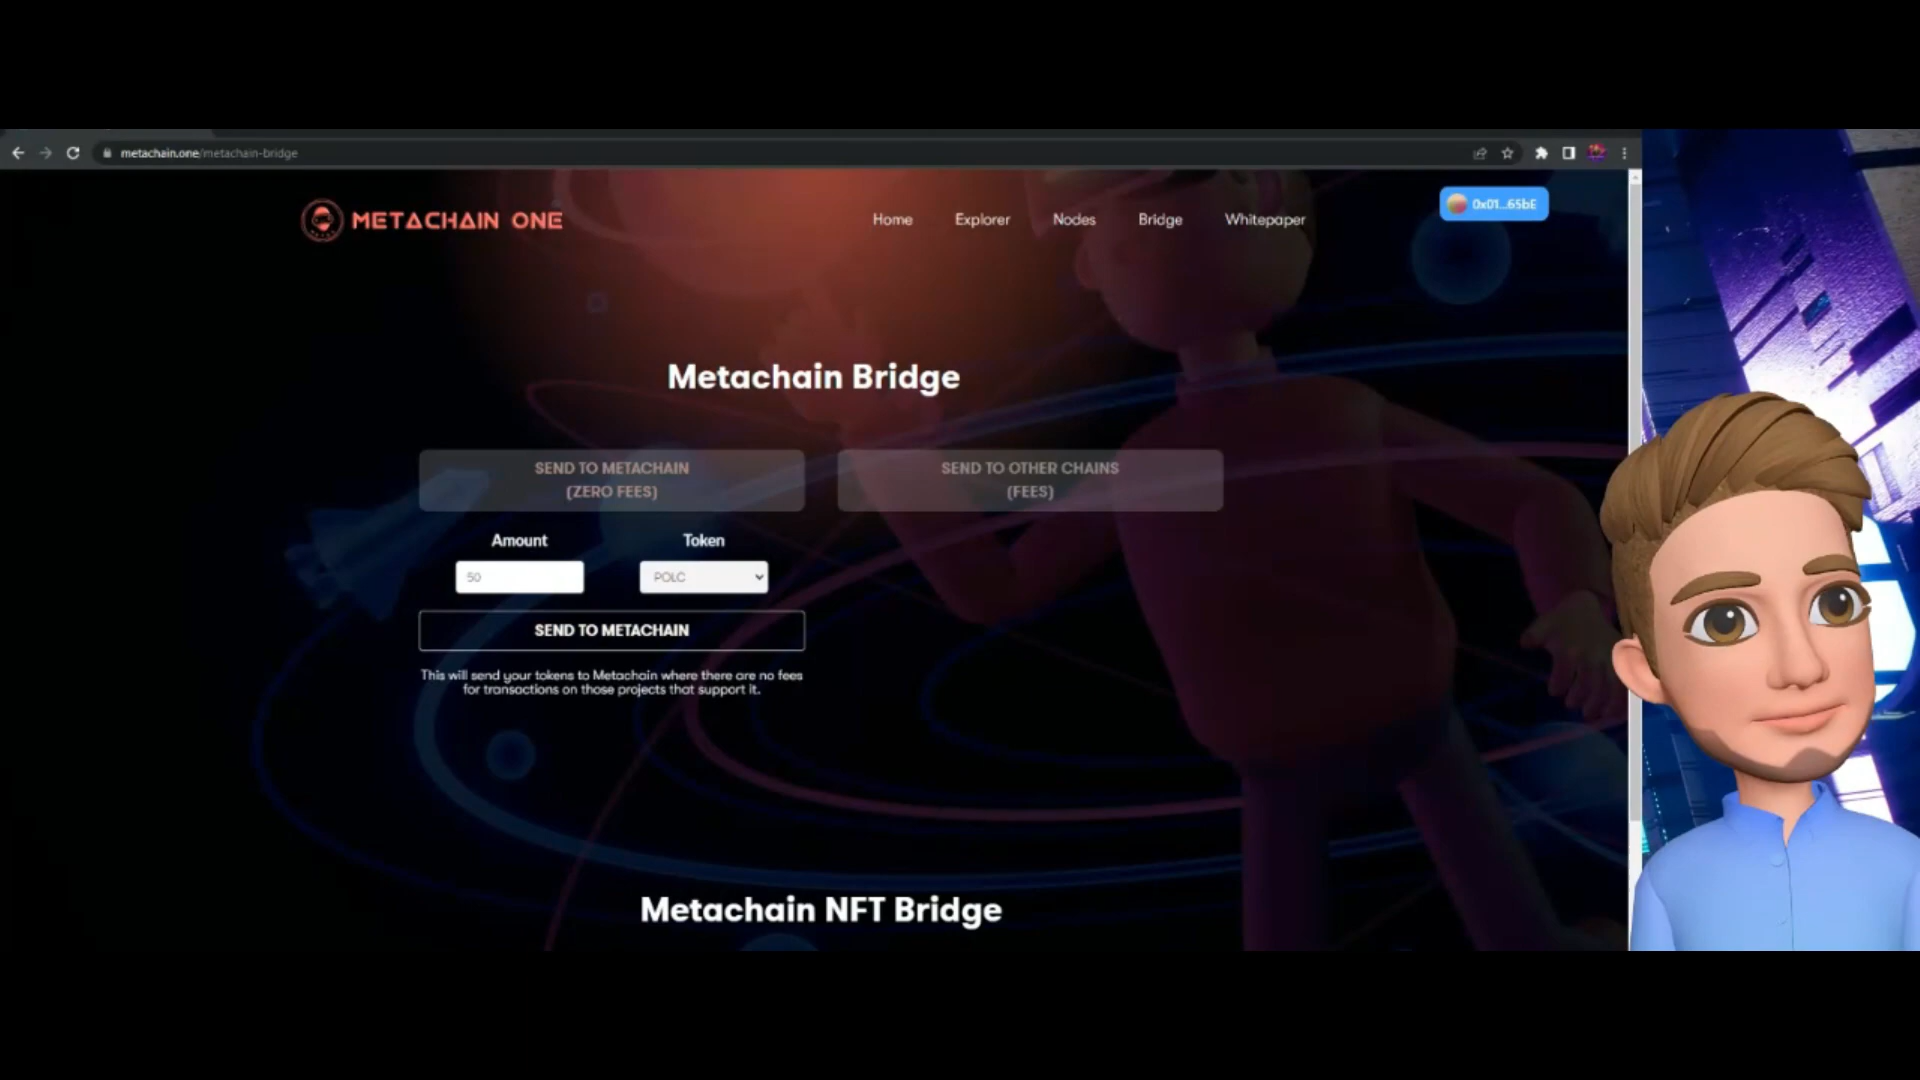 metachain.one/metachain-bridge
METACHAIN ONE
Home
Explorer
Nodes
Bridge
Whitepaper
0x01...65bE
Metachain Bridge
SEND TO METACHAIN
(ZERO FEES)
SEND TO OTHER CHAINS
(FEES)
Amount
Token
50
POLC
SEND TO METACHAIN
This will send your tokens to Metachain where there are no fees
for transactions on those projects that support it.
Metachain NFT Bridge